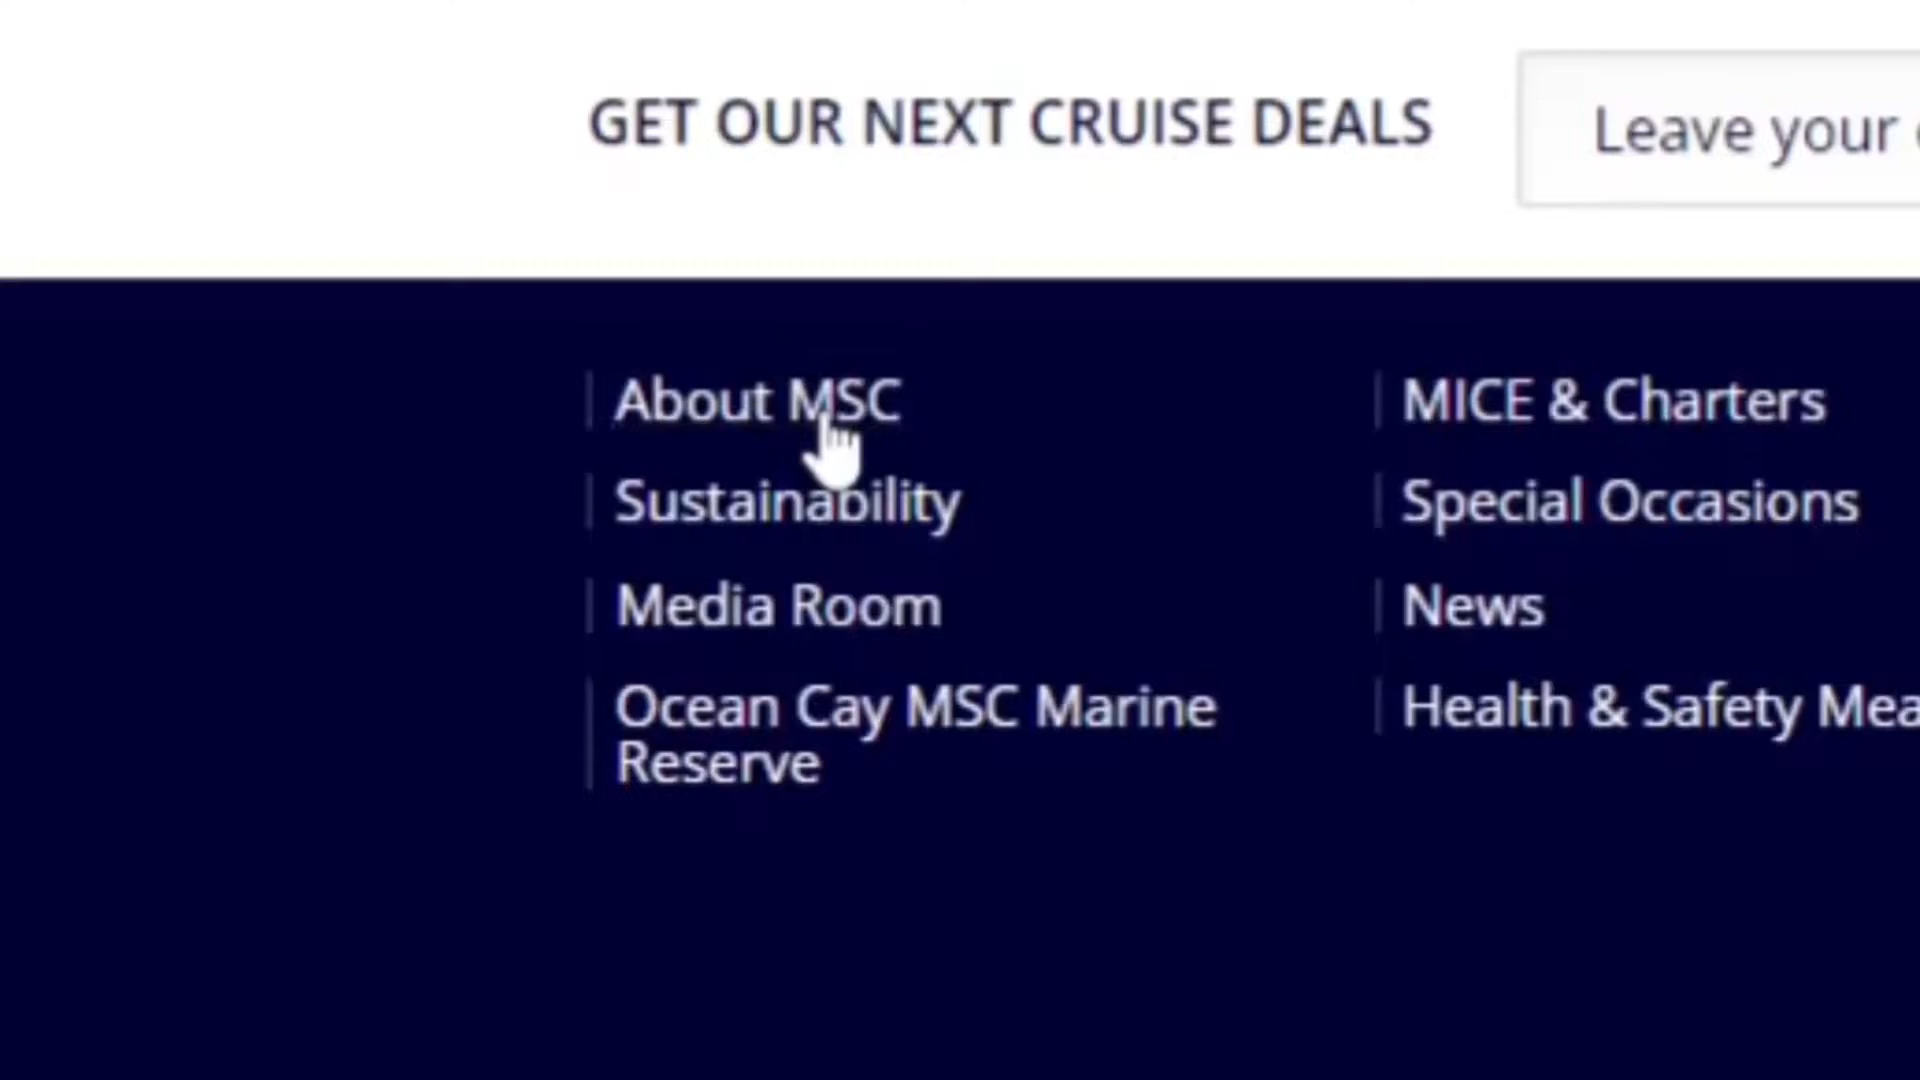 GET OUR NEXT CRUISE DEALS
Leave your
About MSC
MICE & Charters
Sustainability
Special Occasions
Media Room
News
Ocean Cay MSC Marine
Reserve
Health & Safety